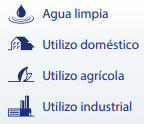 Agua limpia
Utilizo doméstico
Utilizo agrícola
Utilizo industrial